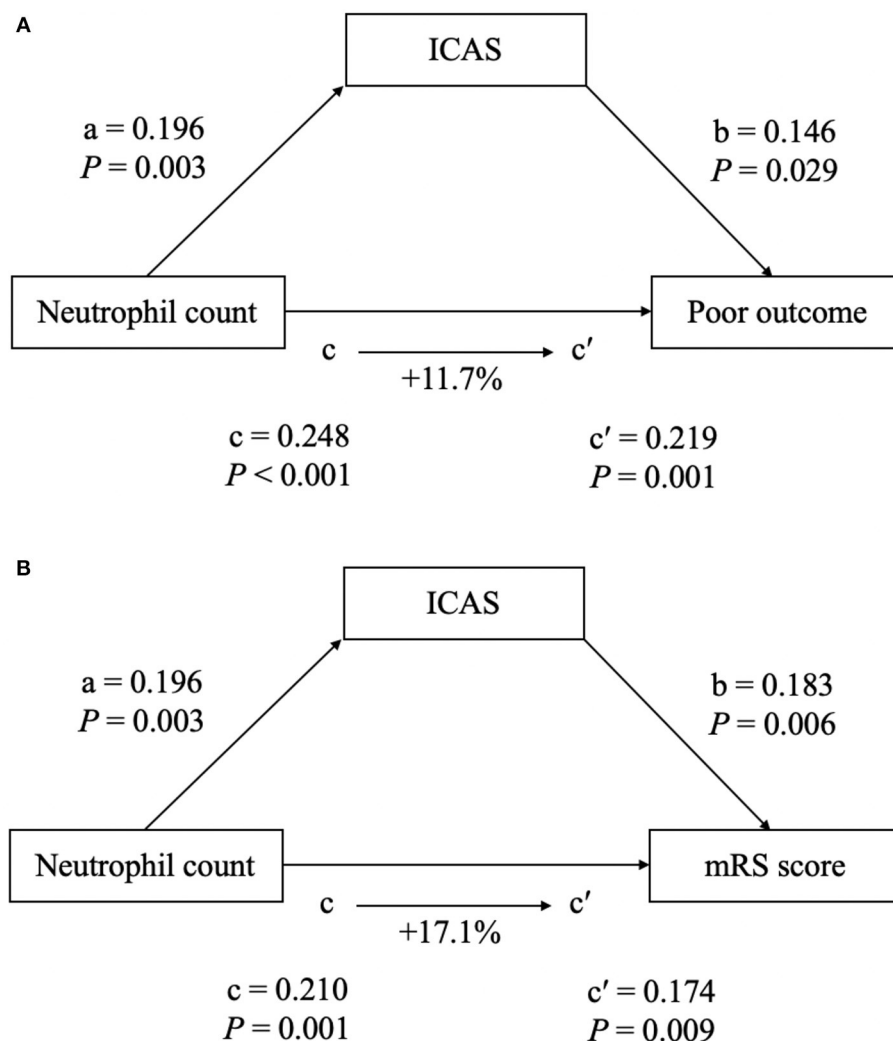 A
ICAS
a = 0.196
P = 0.003
b = 0.146
P = 0.029
Neutrophil count
Poor outcome
c
c′
+11.7%
c = 0.248
P < 0.001
c′ = 0.219
P = 0.001
B
ICAS
a = 0.196
P = 0.003
b = 0.183
P = 0.006
Neutrophil count
mRS score
c
c′
+17.1%
c = 0.210
P = 0.001
c′ = 0.174
P = 0.009